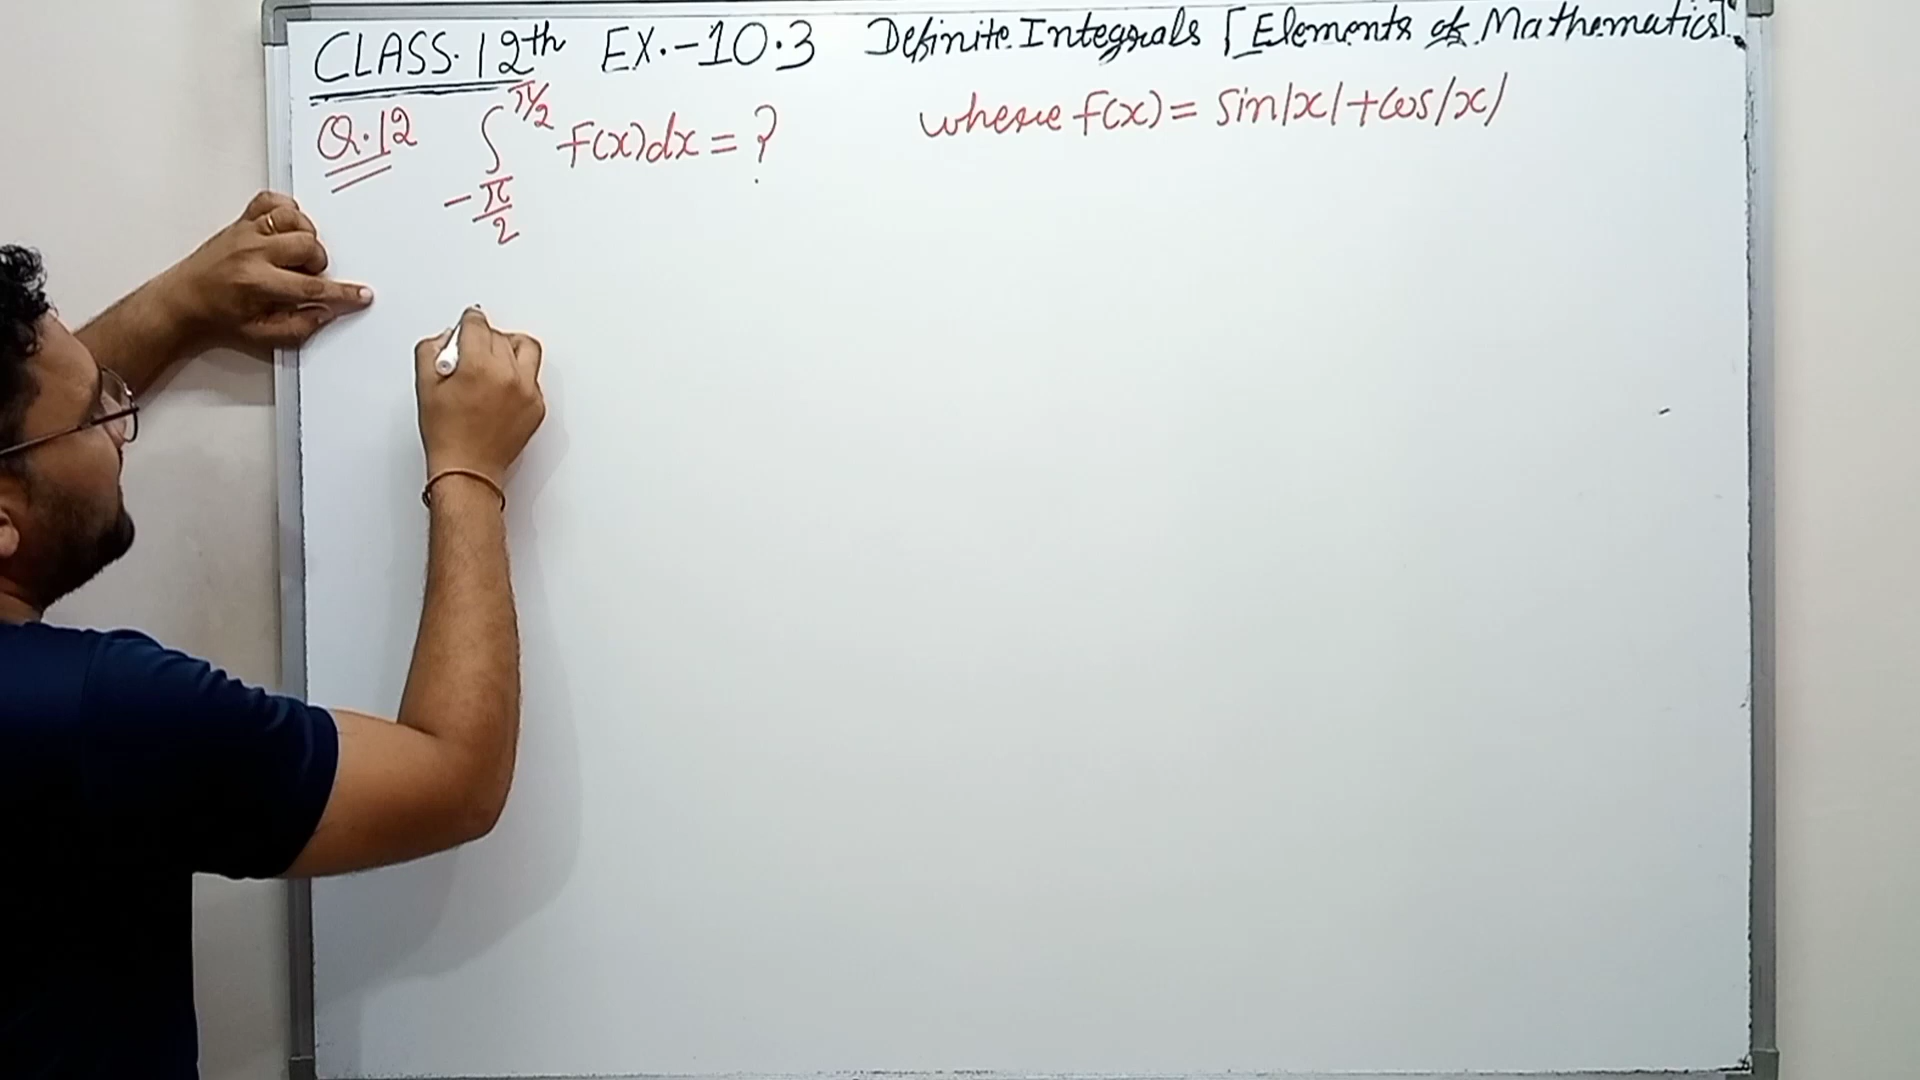 CLASS. 12th EX.-10.3 Definite Integrals [Elements of Mathematics]
Q.12 ∫_{-π/2}^{π/2} f(x)dx = ? where f(x) = sin|x| + cos|x|